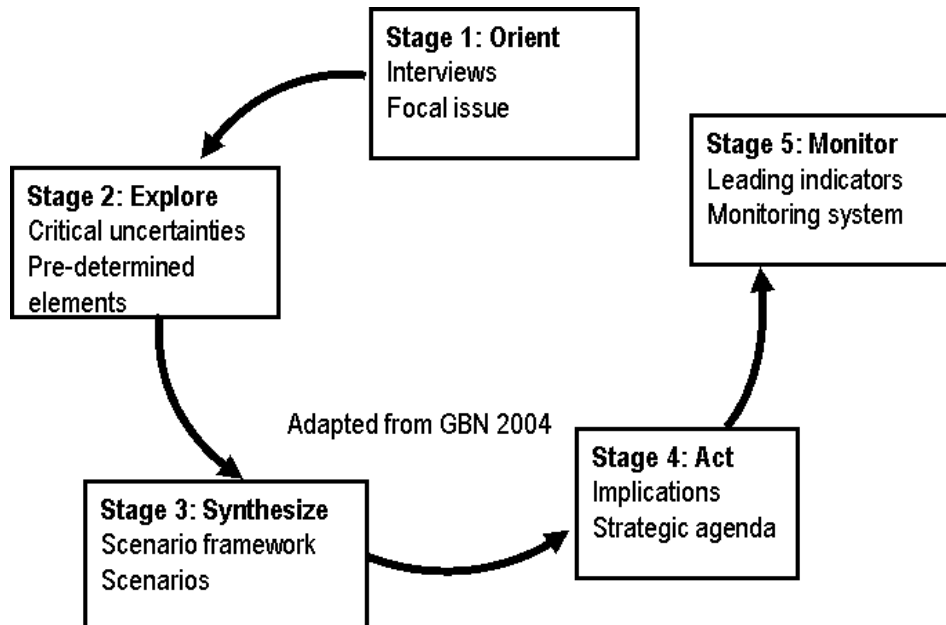 Stage 1: Orient
Interviews
Focal issue
Stage 2: Explore
Critical uncertainties
Pre-determined
elements
Stage 3: Synthesize
Scenario framework
Scenarios
Stage 4: Act
Implications
Strategic agenda
Stage 5: Monitor
Leading indicators
Monitoring system
Adapted from GBN 2004